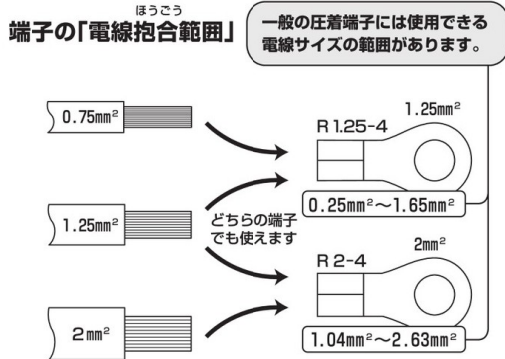 ほうごう
端子の「電線抱合範囲」
一般の圧着端子には使用できる
電線サイズの範囲があります。
0.75mm²
1.25mm²
2mm²
どちらの端子
でも使えます
R 1.25-4
1.25mm²
0.25mm²～1.65mm²
R 2-4
2mm²
1.04mm²～2.63mm²